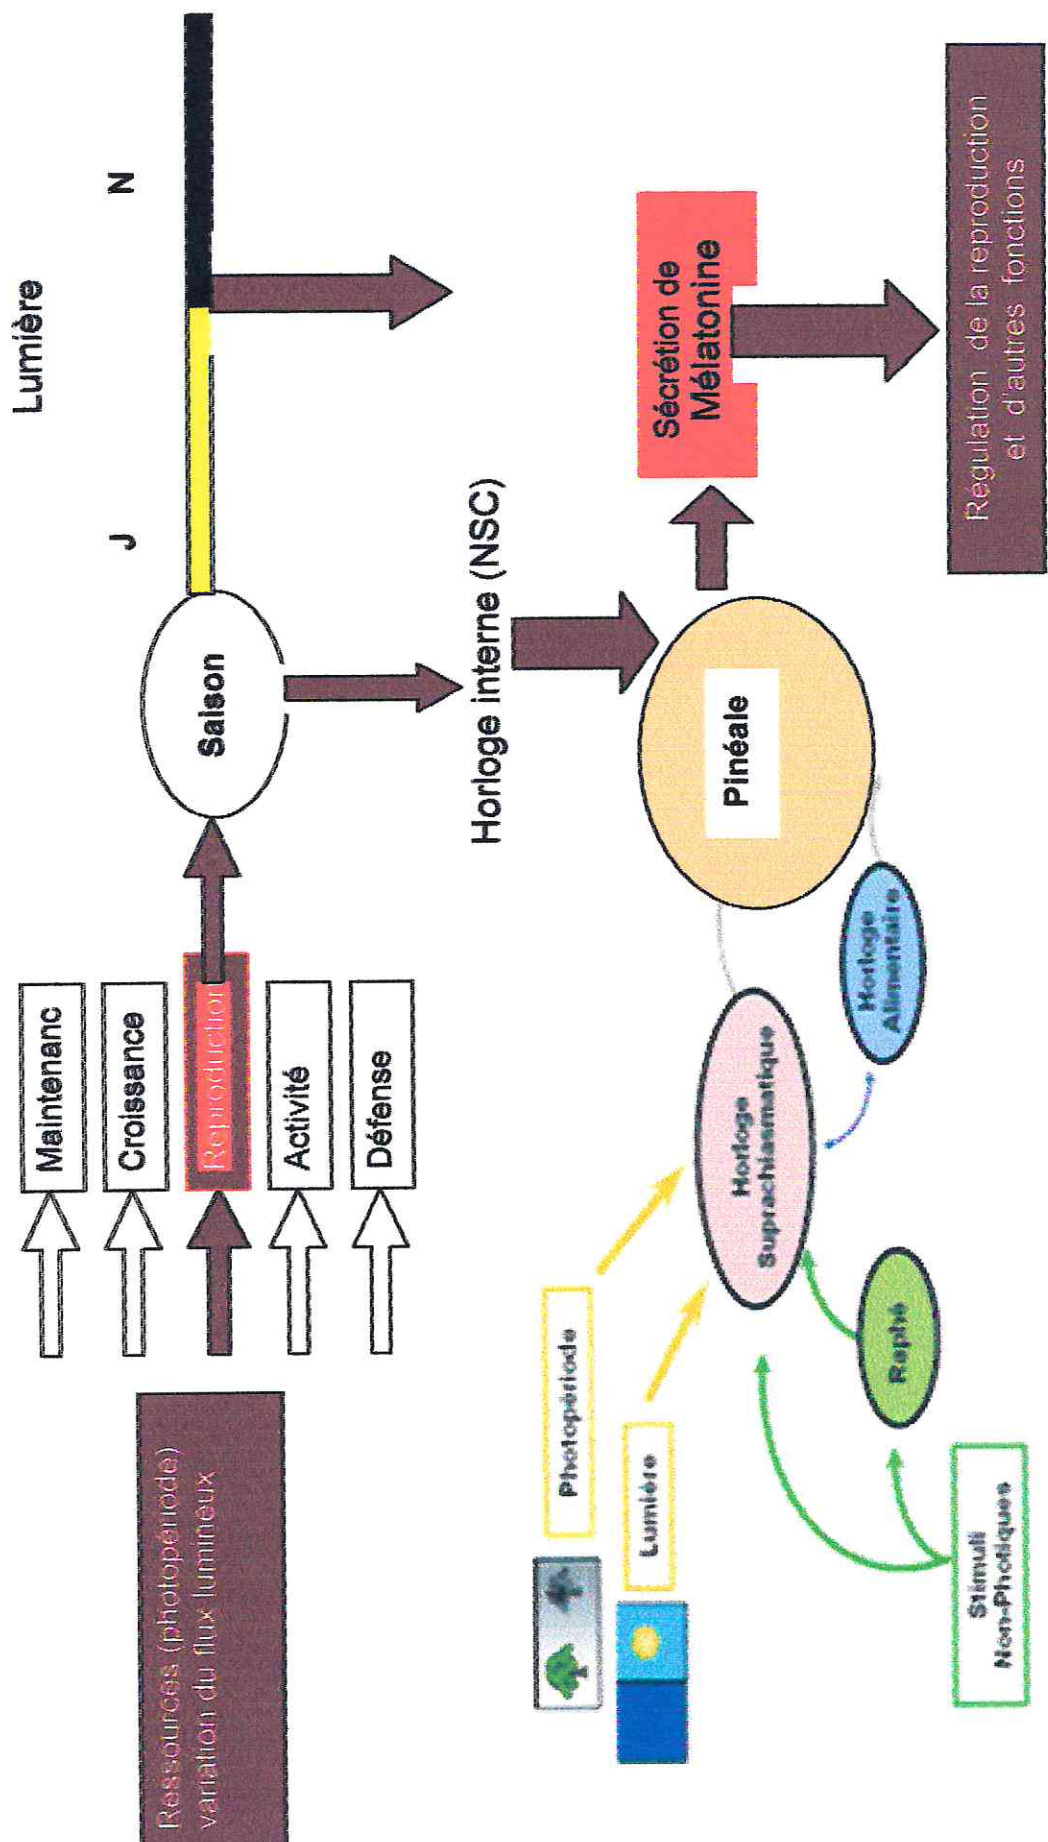 Lumière
J
N
Ressources (photopériode)
variation du flux lumineux
Maintenanc
Croissance
Reproduction
Activité
Défense
Saison
Horloge interne (NSC)
Photopériode
Lumière
Stimuli
Non-Photiques
Raphé
Horloge
Suprachiasmatique
Horloge
Alimentaire
Pinéale
Sécrétion de
Mélatonine
Régulation de la reproduction
et d'autres fonctions